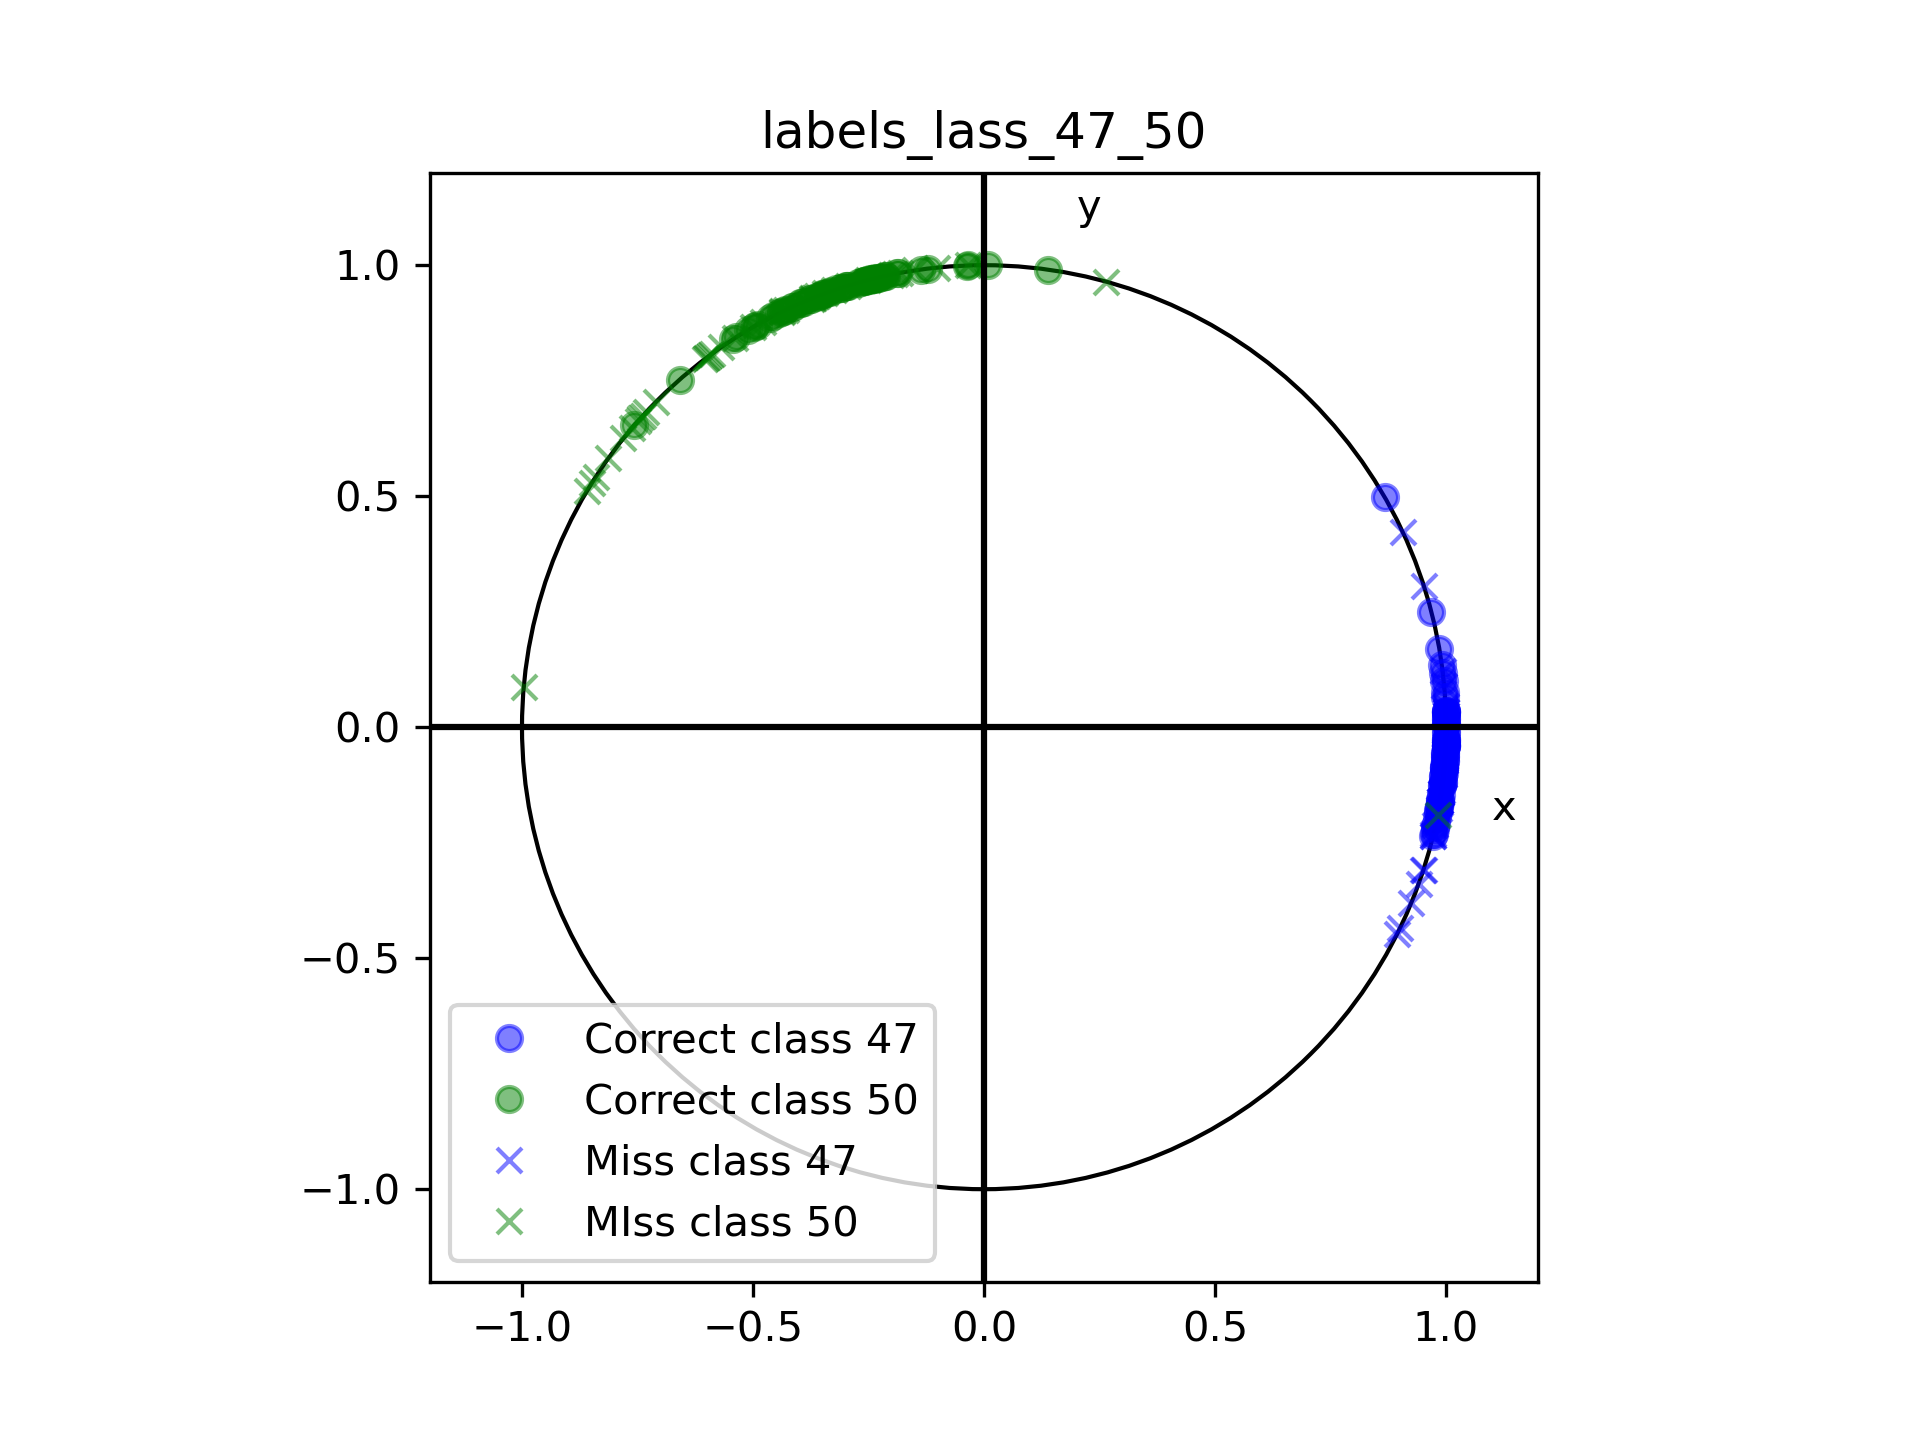 labels_lass_47_50
y
1.0
0.5
0.0
−0.5
−1.0
x
Correct class 47
Correct class 50
Miss class 47
MIss class 50
−1.0 −0.5 0.0 0.5 1.0